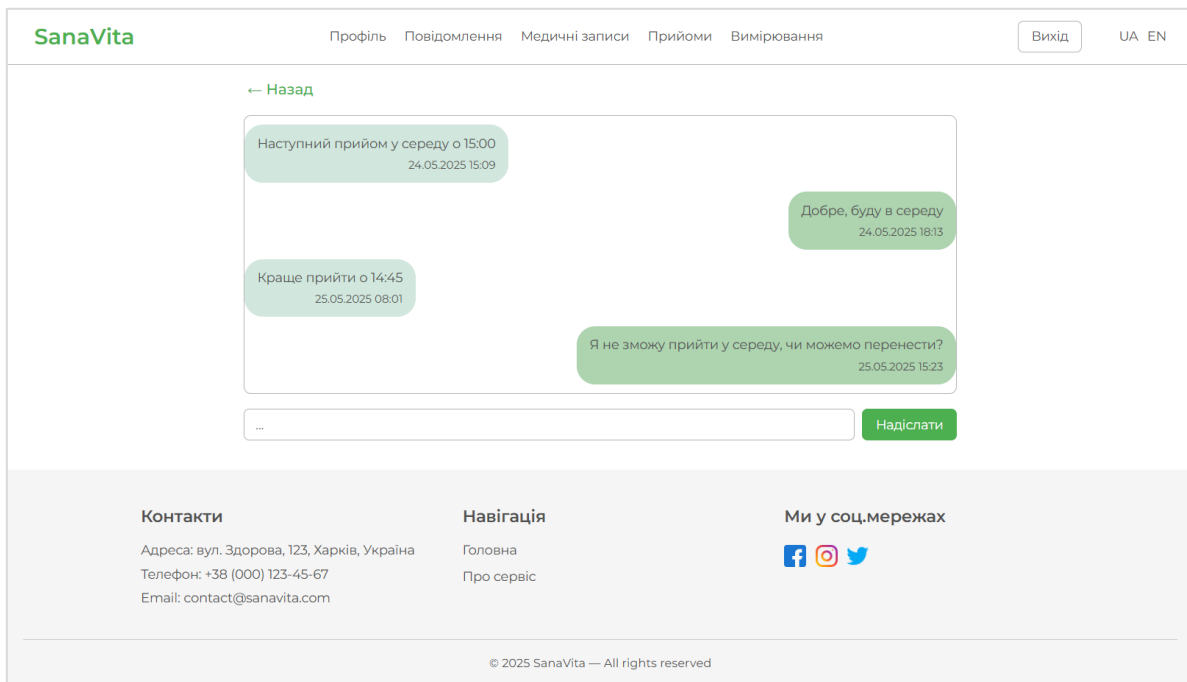 SanaVita
Профіль Повідомлення Медичні записи Прийоми Вимірювання
Вихід
UA EN
← Назад
Наступний прийом у середу о 15:00
24.05.2025 15:09
Добре, буду в середу
24.05.2025 18:13
Краще прийти о 14:45
25.05.2025 08:01
Я не зможу прийти у середу, чи можемо перенести?
25.05.2025 15:23
...
Надіслати
Контакти
Адреса: вул. Здорова, 123, Харків, Україна
Телефон: +38 (000) 123-45-67
Email: contact@sanavita.com
Навігація
Головна
Про сервіс
Ми у соц.мережах
© 2025 SanaVita — All rights reserved